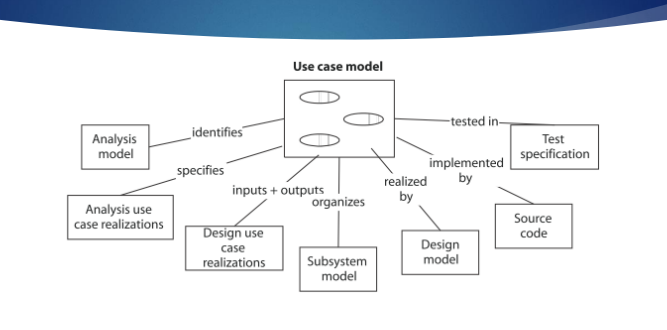 Use case model
identifies
tested in
Analysis
model
Test
specification
specifies
implemented
by
inputs + outputs
organizes
realized
by
Analysis use
case realizations
Design use
case
realizations
Subsystem
model
Design
model
Source
code